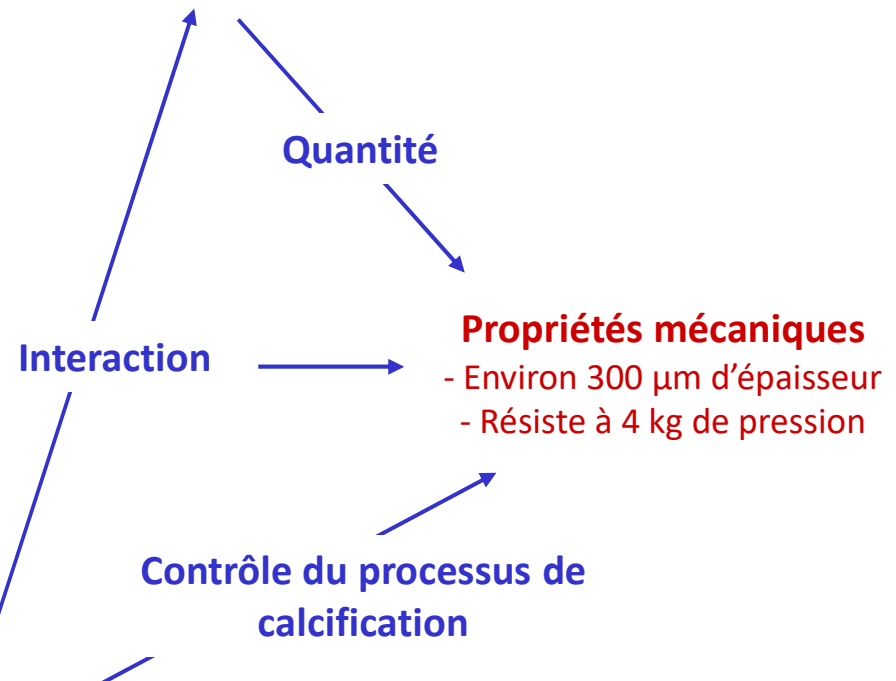 Quantité
Propriétés mécaniques
Interaction
- Environ 300 µm d’épaisseur
- Résiste à 4 kg de pression
Contrôle du processus de
calcification